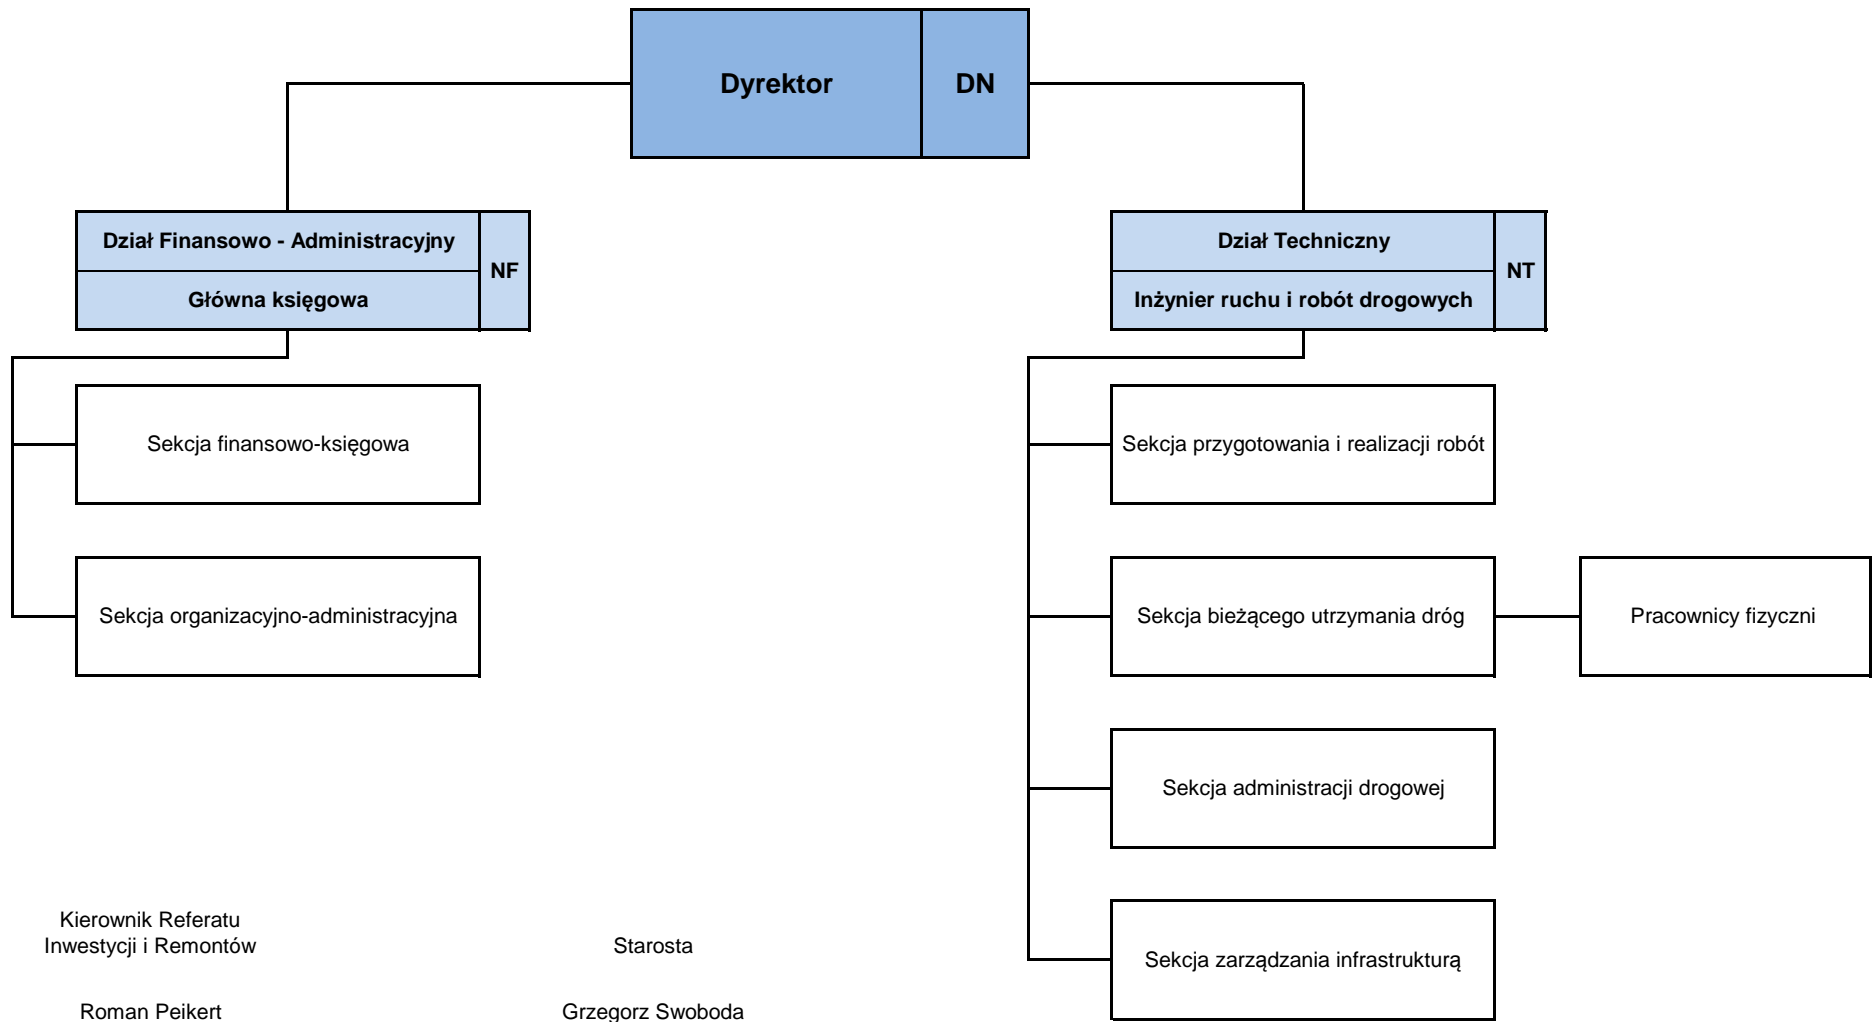 Dyrektor
DN
Dział Finansowo - Administracyjny
NF
Główna księgowa
Dział Techniczny
NT
Inżynier ruchu i robót drogowych
Sekcja finansowo-księgowa
Sekcja przygotowania i realizacji robót
Sekcja organizacyjno-administracyjna
Sekcja bieżącego utrzymania dróg
Pracownicy fizyczni
Sekcja administracji drogowej
Sekcja zarządzania infrastrukturą
Kierownik Referatu
Inwestycji i Remontów
Starosta
Roman Peikert
Grzegorz Swoboda